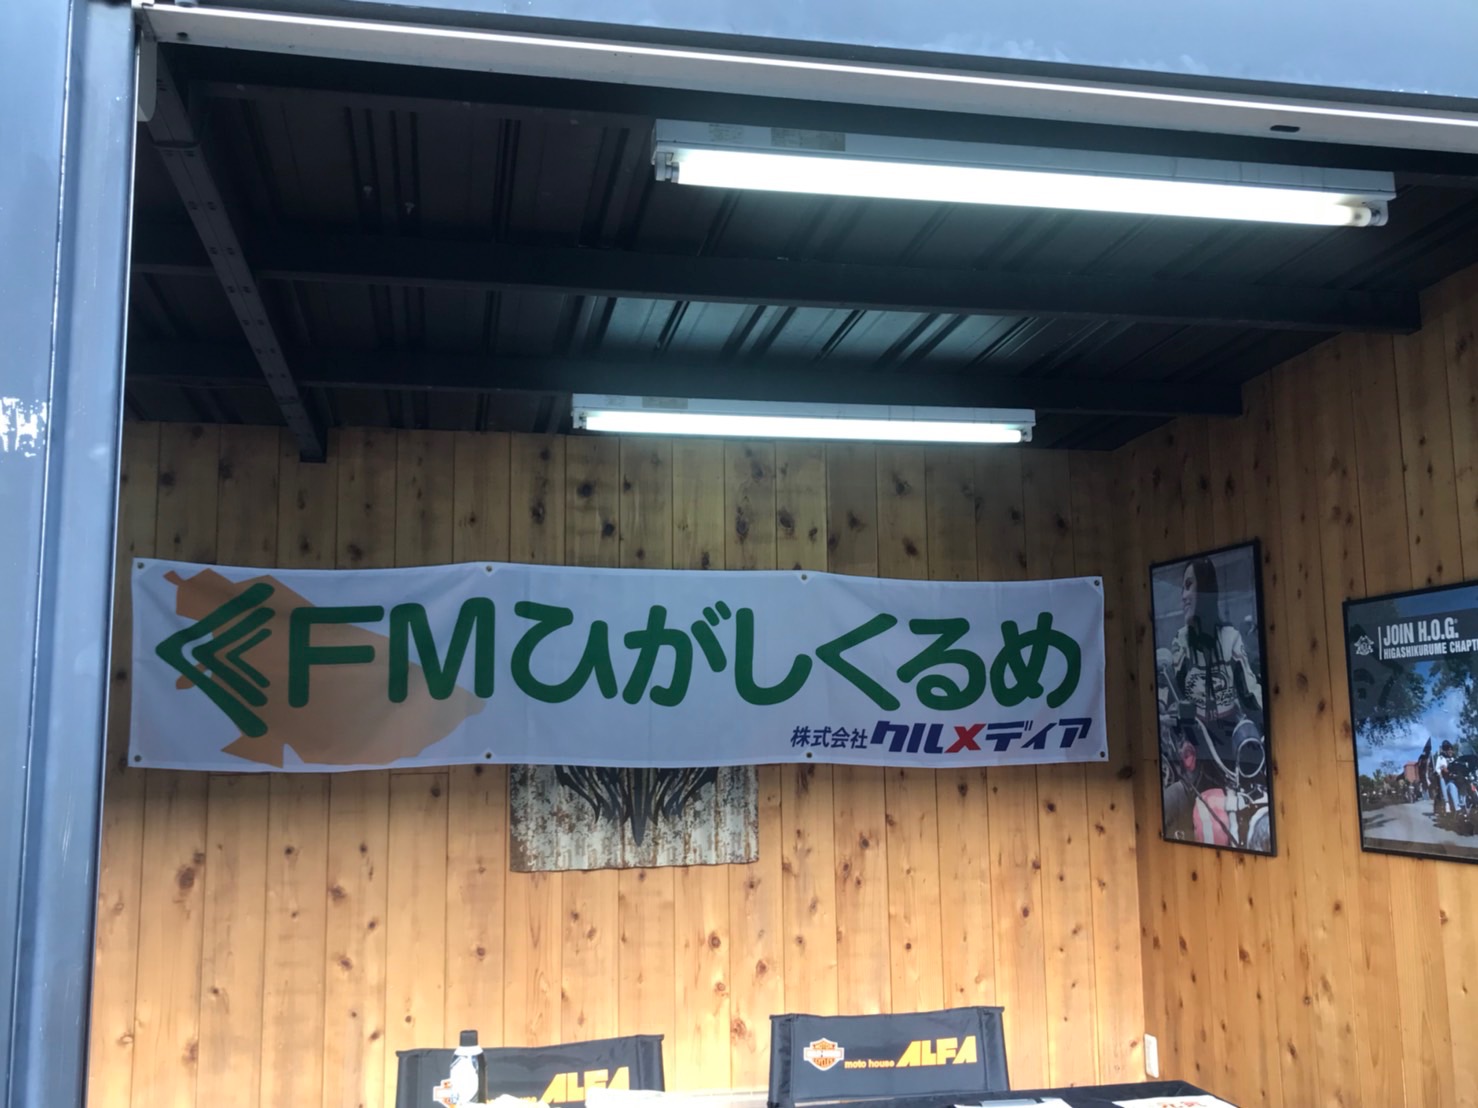 FMひがしくるめ
株式会社クルメディア
JOIN H.O.G.
HIGASHIKURUME
moto house ALFA
ALFA